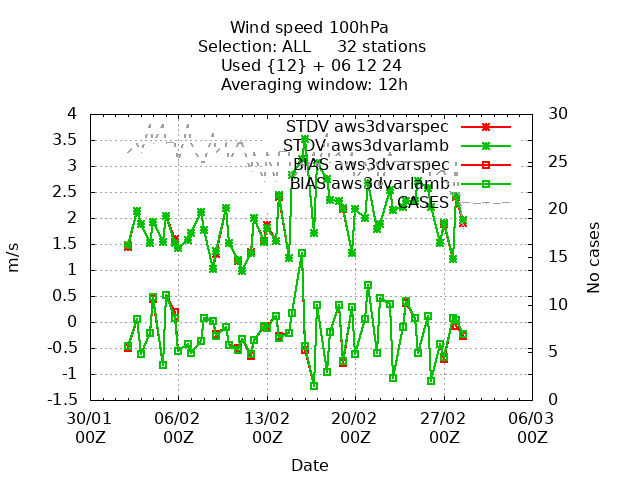 Wind speed 100hPa
Selection: ALL 32 stations
Used {12} + 06 12 24
Averaging window: 12h
4
3.5
3
2.5
2
1.5
1
0.5
0
-0.5
-1
-1.5
m/s
30
25
20
15
10
5
0
No cases
STDV aws3dvarspec
STDV aws3dvarlamb
BIAS aws3dvarspec
BIAS aws3dvarlamb
CASES
30/01 06/02 13/02 20/02 27/02 06/03
00Z 00Z 00Z 00Z 00Z 00Z
Date